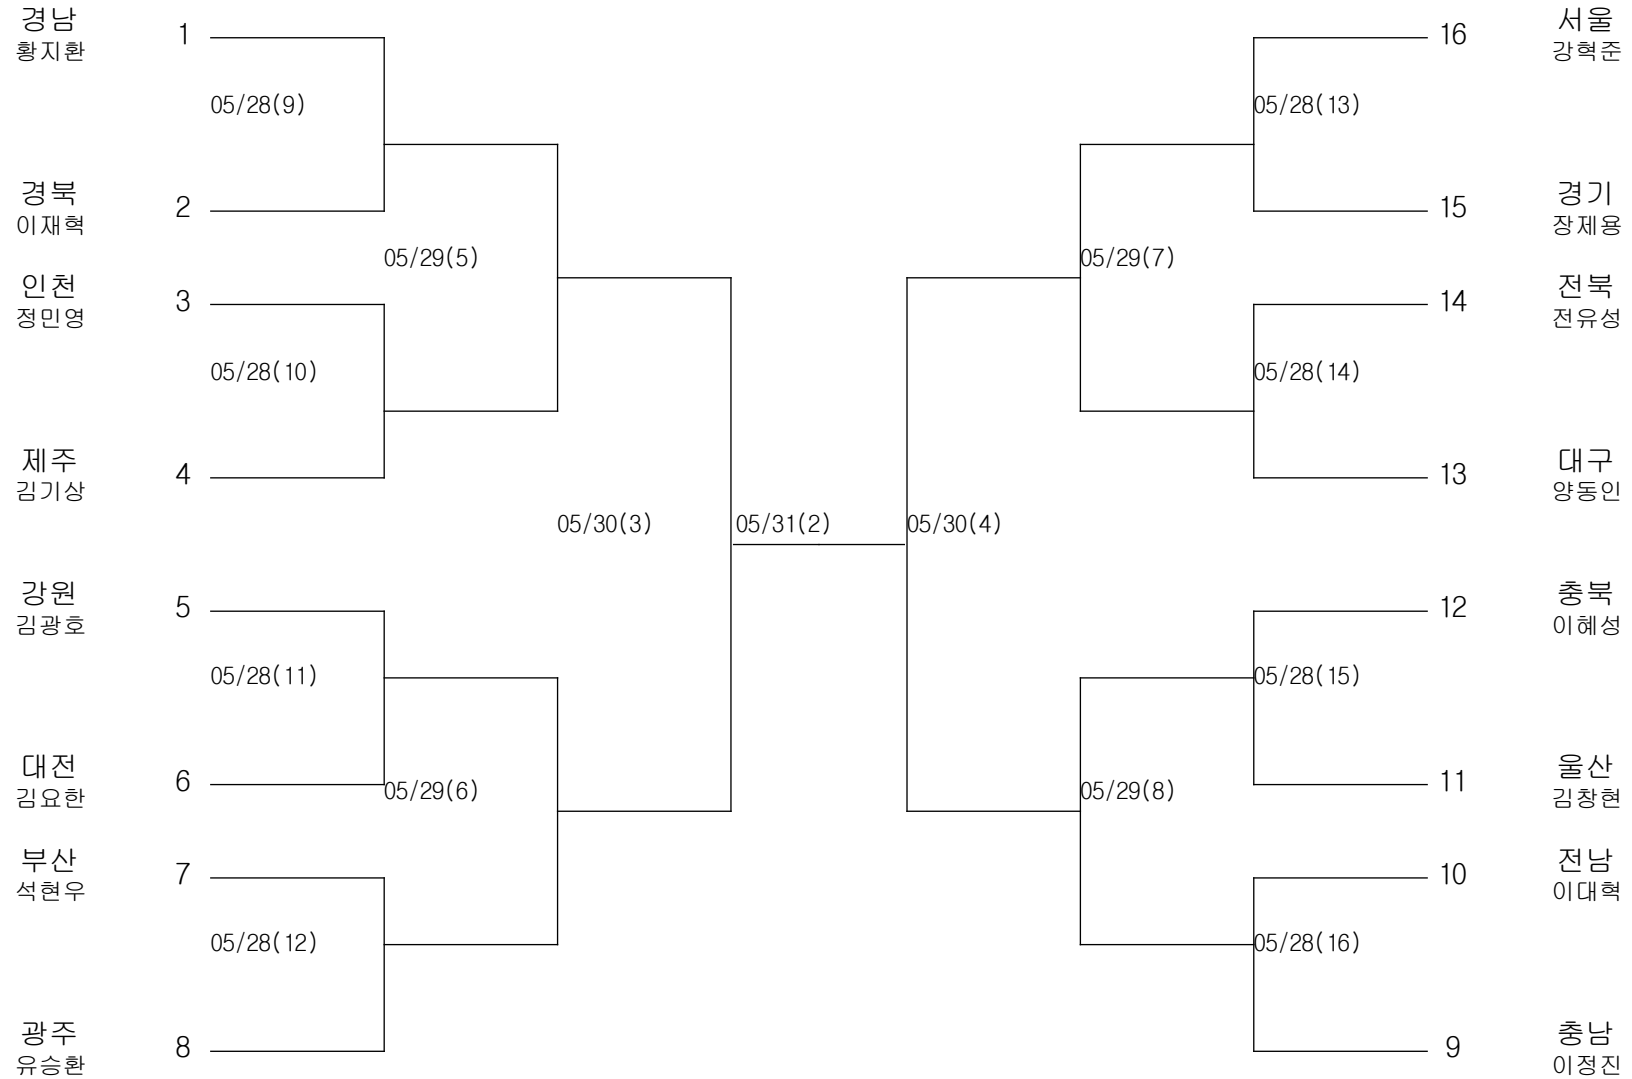 경남
황지환
1
16
서울
강혁준
05/28(9)
05/28(13)
경북
이재혁
2
15
경기
장제용
05/29(5)
05/29(7)
인천
정민영
3
14
전북
전유성
05/28(10)
05/28(14)
제주
김기상
4
13
대구
양동인
05/30(3)
05/31(2)
05/30(4)
강원
김광호
5
12
충북
이혜성
05/28(11)
05/28(15)
대전
김요한
6
11
울산
김창현
05/29(6)
05/29(8)
부산
석현우
7
10
전남
이대혁
05/28(12)
05/28(16)
광주
유승환
8
9
충남
이정진